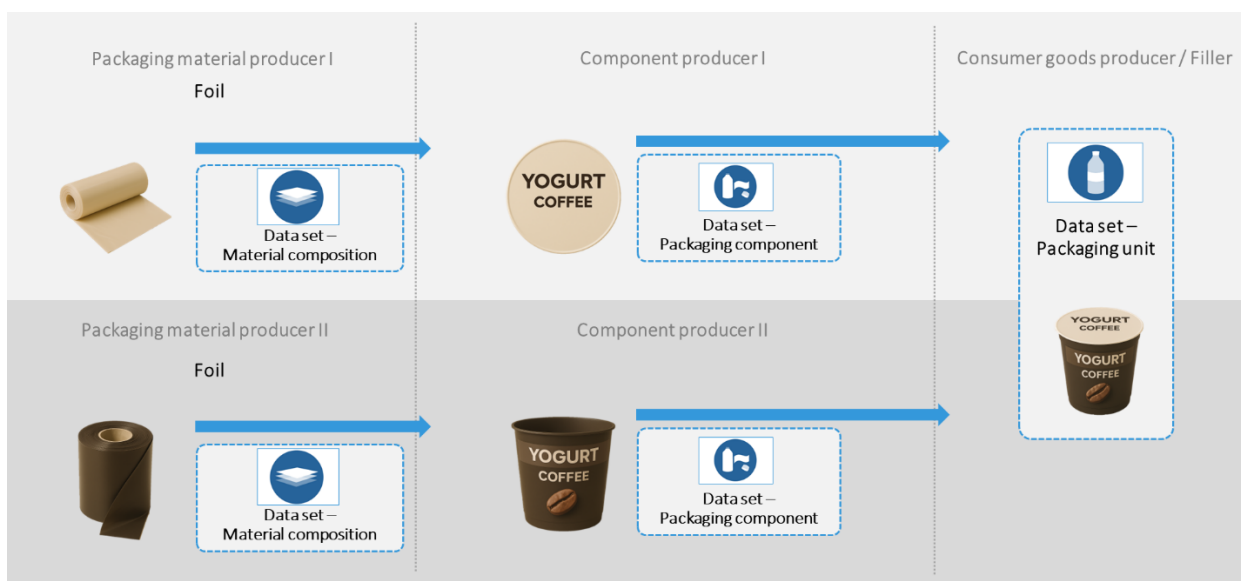 Packaging material producer I
Foil
Data set –
Material composition
Component producer I
YOGURT
COFFEE
Data set –
Packaging component
Consumer goods producer / Filler
Data set –
Packaging unit
YOGURT
COFFEE
YOGURT
COFFEE
Packaging material producer II
Foil
Data set –
Material composition
Component producer II
YOGURT
COFFEE
Data set –
Packaging component